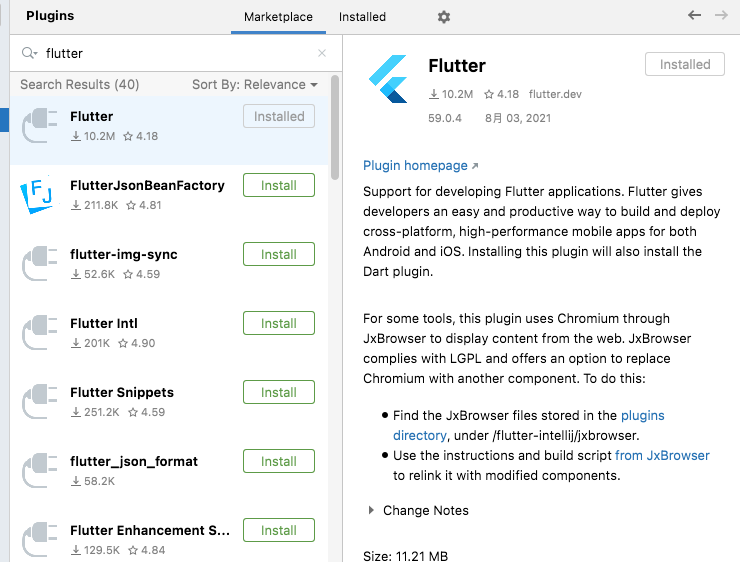 Plugins
Marketplace
Installed
flutter
Search Results (40)
Sort By: Relevance
Flutter
10.2M
4.18
Installed
FlutterJsonBeanFactory
211.8K
4.81
Install
flutter-img-sync
52.6K
4.59
Install
Flutter Intl
201K
4.90
Install
Flutter Snippets
251.2K
4.59
Install
flutter_json_format
58.2K
Install
Flutter Enhancement S...
129.5K
4.84
Install
Flutter
Installed
10.2M
4.18
flutter.dev
59.0.4
8月 03, 2021
Plugin homepage ↗
Support for developing Flutter applications. Flutter gives
developers an easy and productive way to build and deploy
cross-platform, high-performance mobile apps for both
Android and iOS. Installing this plugin will also install the
Dart plugin.
For some tools, this plugin uses Chromium through
JxBrowser to display content from the web. JxBrowser
complies with LGPL and offers an option to replace
Chromium with another component. To do this:
• Find the JxBrowser files stored in the plugins
directory, under /flutter-intellij/jxbrowser.
• Use the instructions and build script from JxBrowser
to relink it with modified components.
Change Notes
Size: 11.21 MB